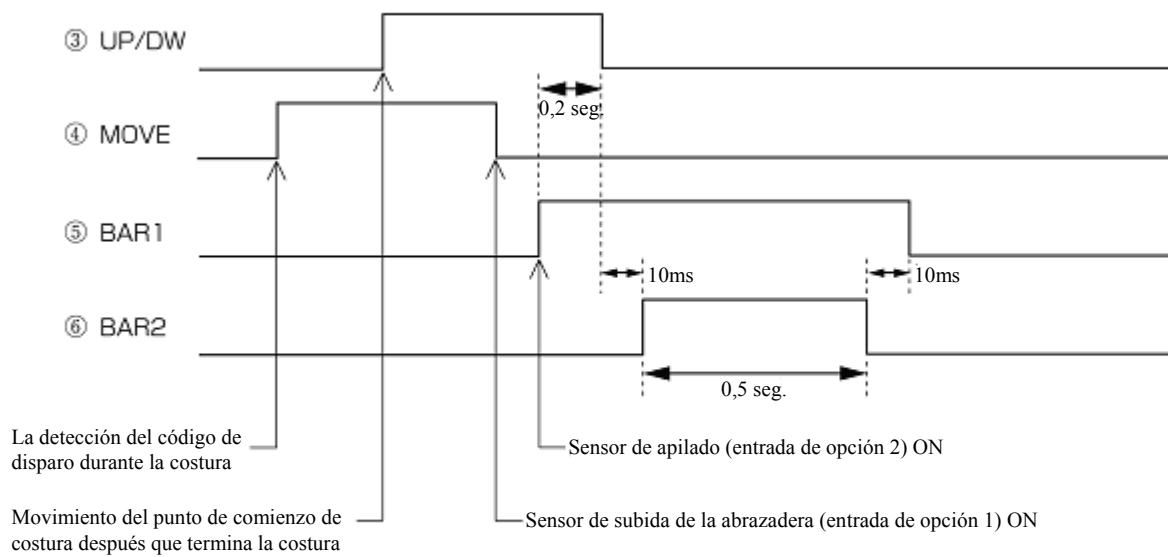 ③ UP/DW
0,2 seg.
④ MOVE
⑤ BAR1
10ms
10ms
⑥ BAR2
0,5 seg.
La detección del código de
disparo durante la costura
Sensor de apilado (entrada de opción 2) ON
Movimiento del punto de comienzo de
costura después que termina la costura
Sensor de subida de la abrazadera (entrada de opción 1) ON